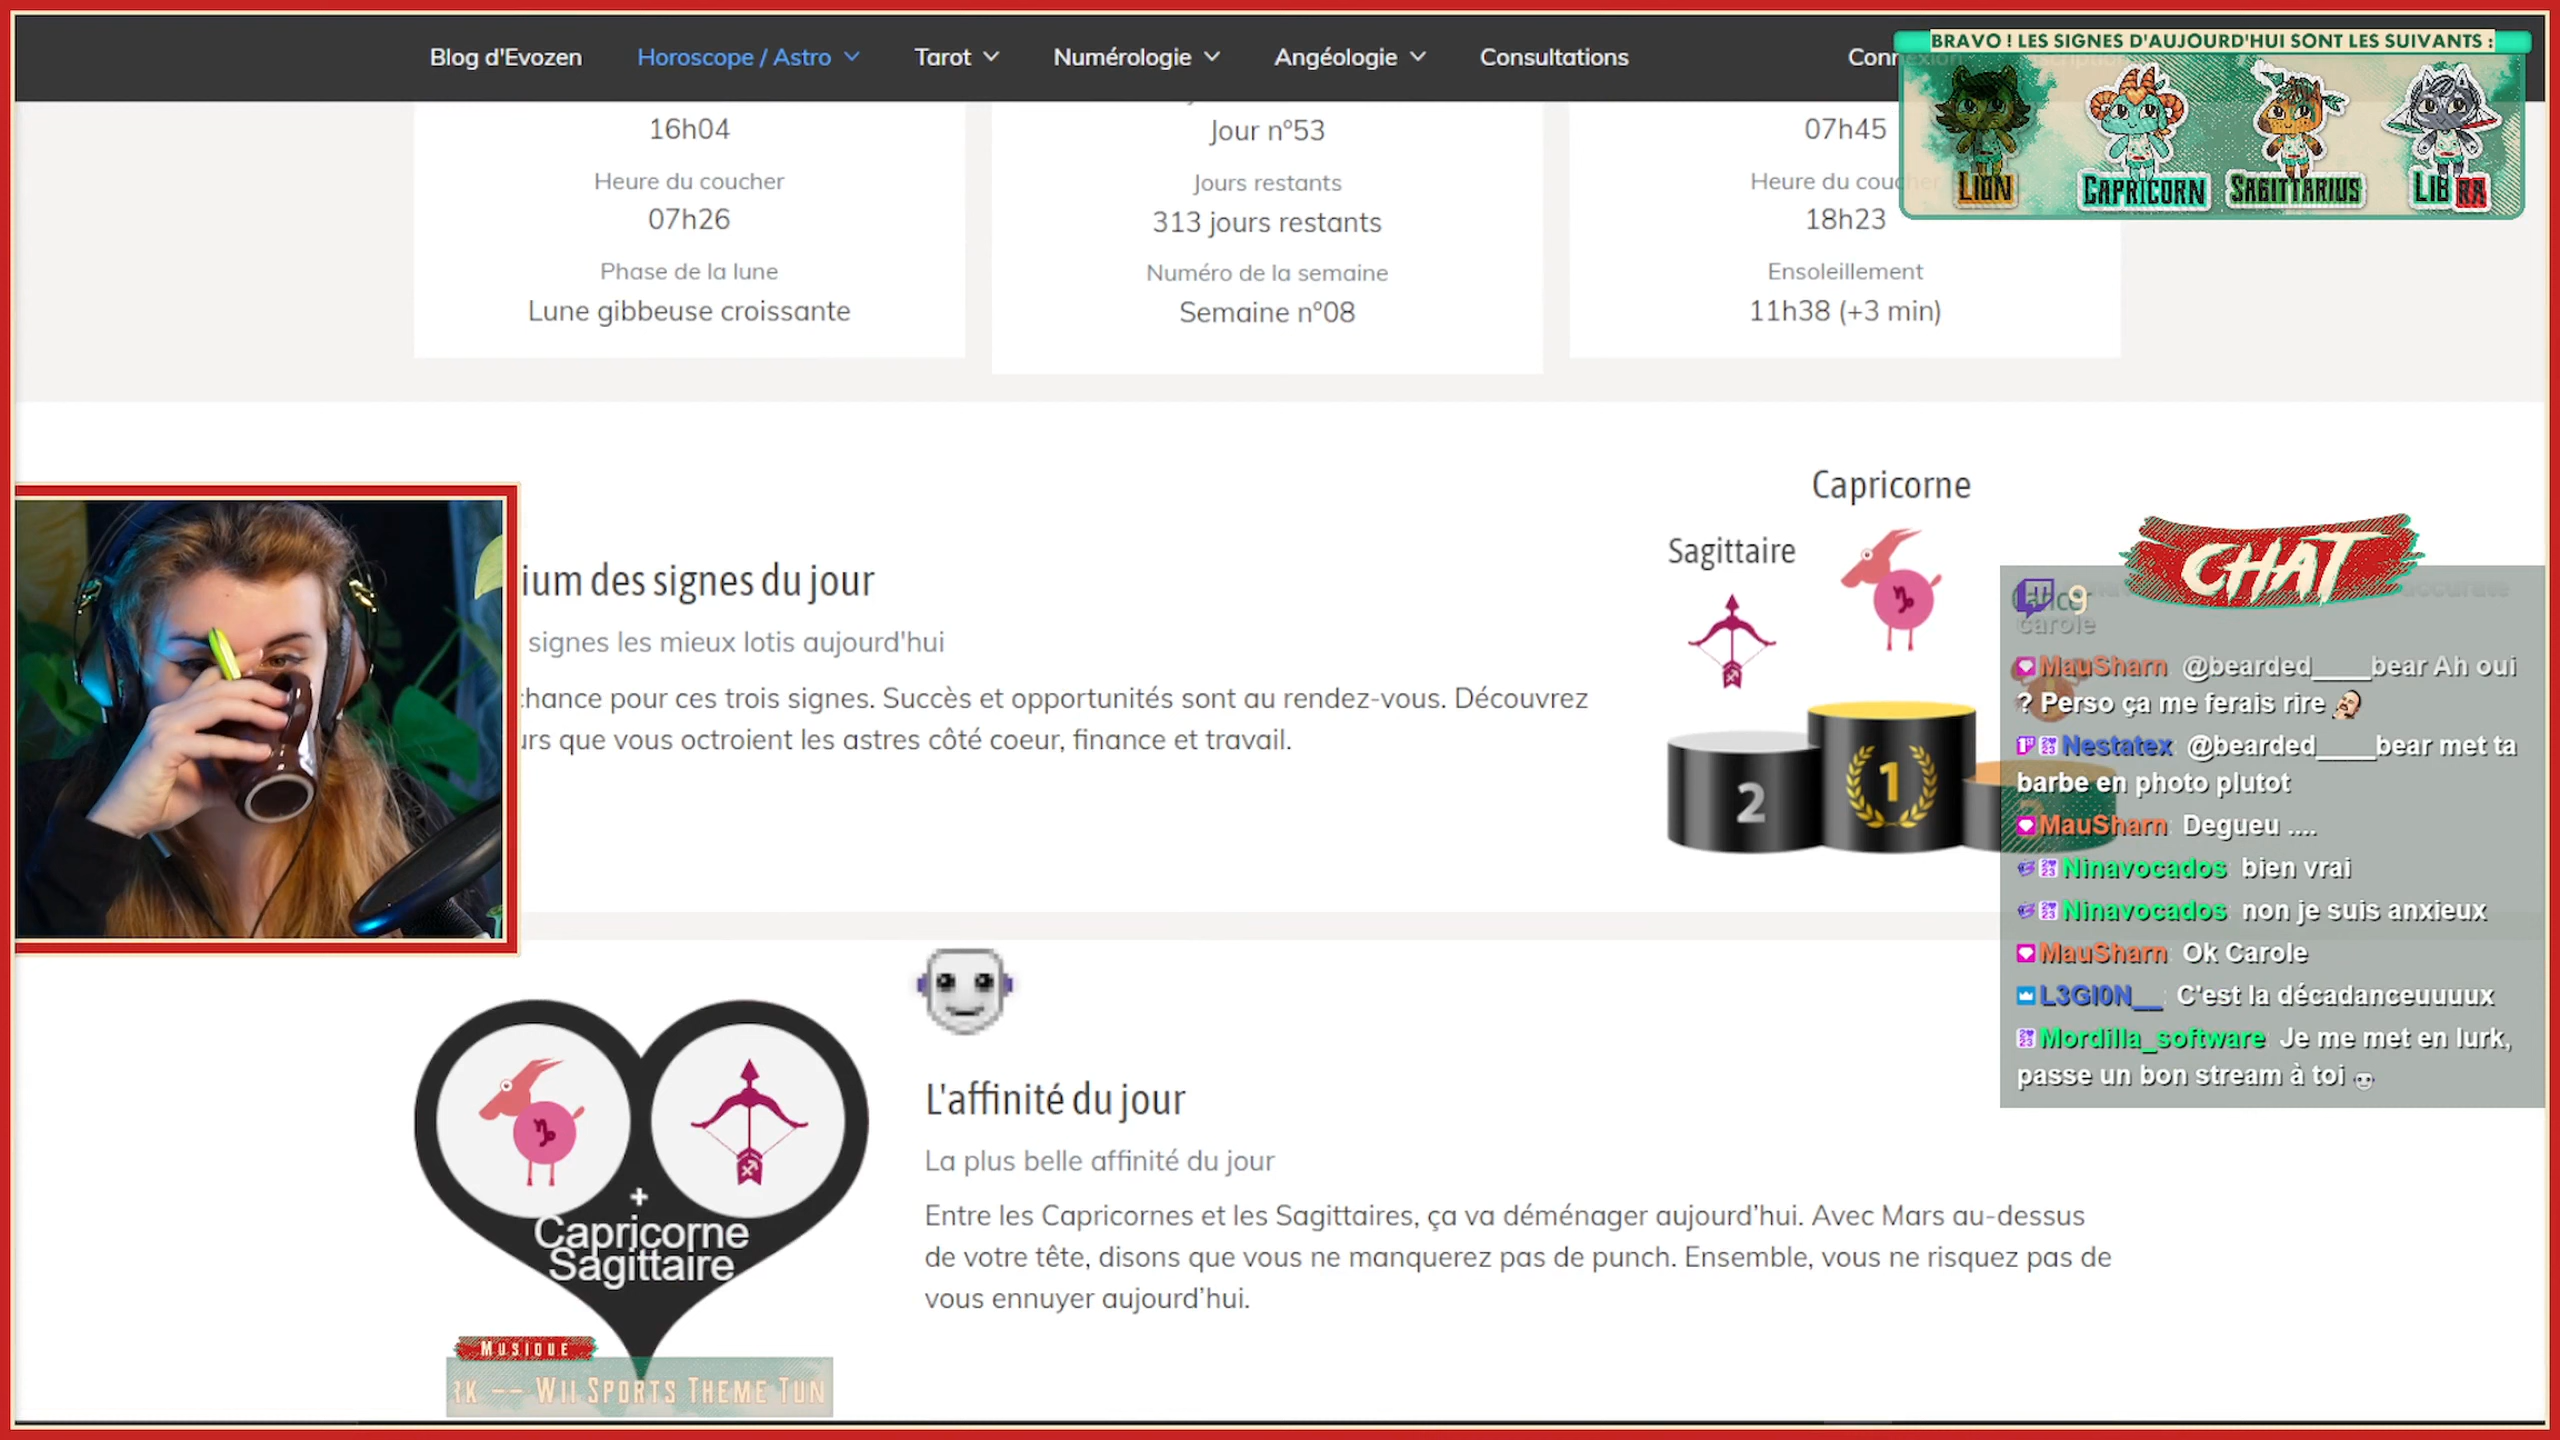 Blog d'Evozen
Horoscope / Astro
Tarot
Numérologie
Angéologie
Consultations
BRAVO ! LES SIGNES D'AUJOURD'HUI SONT LES SUIVANTS :
LION
CAPRICORN
SAGITTARIUS
LIBRA
16h04
Heure du coucher
07h26
Phase de la lune
Lune gibbeuse croissante
Jour n°53
Jours restants
313 jours restants
Numéro de la semaine
Semaine n°08
07h45
Heure du coucher
18h23
Ensoleillement
11h38 (+3 min)
ium des signes du jour
signes les mieux lotis aujourd'hui
chance pour ces trois signes. Succès et opportunités sont au rendez-vous. Découvrez
urs que vous octroient les astres côté coeur, finance et travail.
Capricorne
Sagittaire
2
1
CHAT
9
carole
MauSharn @bearded____bear Ah oui
? Perso ça me ferais rire
Nestatex @bearded____bear met ta
barbe en photo plutot
MauSharn Degueu ....
Ninavocados bien vrai
Ninavocados non je suis anxieux
MauSharn Ok Carole
L3GI0N__ C'est la décadanceuuuux
Mordilla_software Je me met en lurk,
passe un bon stream à toi
+
Capricorne
Sagittaire
L'affinité du jour
La plus belle affinité du jour
Entre les Capricornes et les Sagittaires, ça va déménager aujourd’hui. Avec Mars au-dessus
de votre tête, disons que vous ne manquerez pas de punch. Ensemble, vous ne risquez pas de
vous ennuyer aujourd’hui.
MUSIQUE
RK -- WII SPORTS THEME TUN